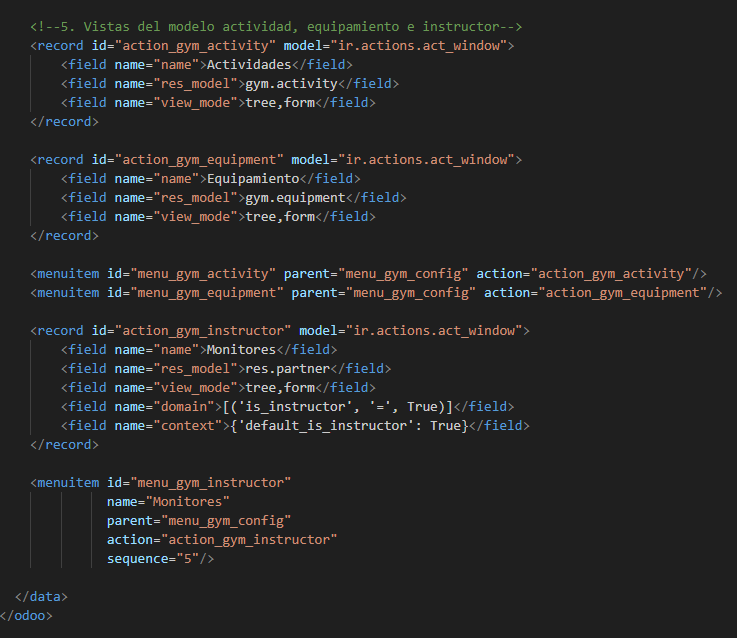 <!--5. Vistas del modelo actividad, equipamiento e instructor-->
<record id="action_gym_activity" model="ir.actions.act_window">
<field name="name">Actividades</field>
<field name="res_model">gym.activity</field>
<field name="view_mode">tree,form</field>
</record>
<record id="action_gym_equipment" model="ir.actions.act_window">
<field name="name">Equipamiento</field>
<field name="res_model">gym.equipment</field>
<field name="view_mode">tree,form</field>
</record>
<menuitem id="menu_gym_activity" parent="menu_gym_config" action="action_gym_activity"/>
<menuitem id="menu_gym_equipment" parent="menu_gym_config" action="action_gym_equipment"/>
<record id="action_gym_instructor" model="ir.actions.act_window">
<field name="name">Monitores</field>
<field name="res_model">res.partner</field>
<field name="view_mode">tree,form</field>
<field name="domain">[('is_instructor', '=', True)]</field>
<field name="context">{'default_is_instructor': True}</field>
</record>
<menuitem id="menu_gym_instructor"
name="Monitores"
parent="menu_gym_config"
action="action_gym_instructor"
sequence="5"/>
</data>
</odoo>